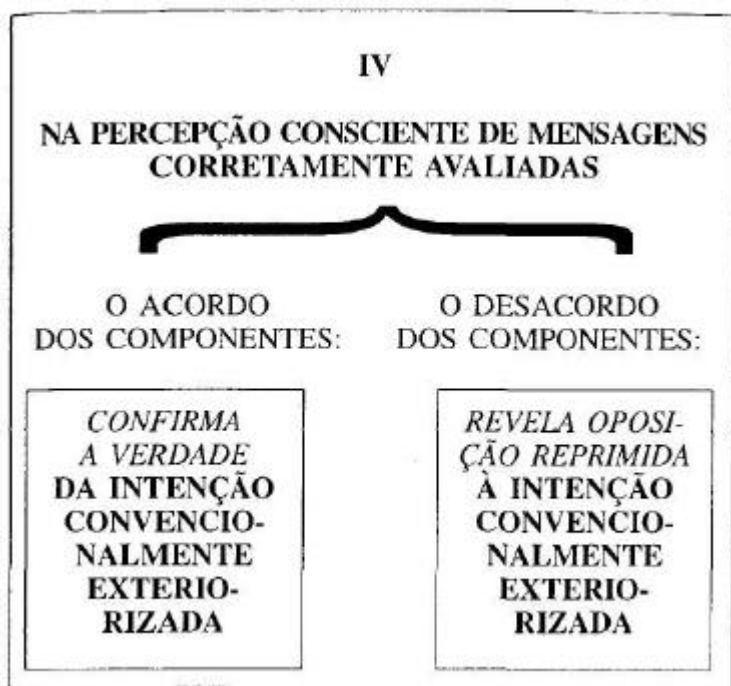 IV
NA PERCEPÇÃO CONSCIENTE DE MENSAGENS
CORRETAMENTE AVALIADAS
O ACORDO
DOS COMPONENTES:
CONFIRMA
A VERDADE
DA INTENÇÃO
CONVENCIO-
NALMENTE
EXTERIO-
RIZADA
O DESACORDO
DOS COMPONENTES:
REVELA OPOSI-
ÇÃO REPRIMIDA
À INTENÇÃO
CONVENCIO-
NALMENTE
EXTERIO-
RIZADA